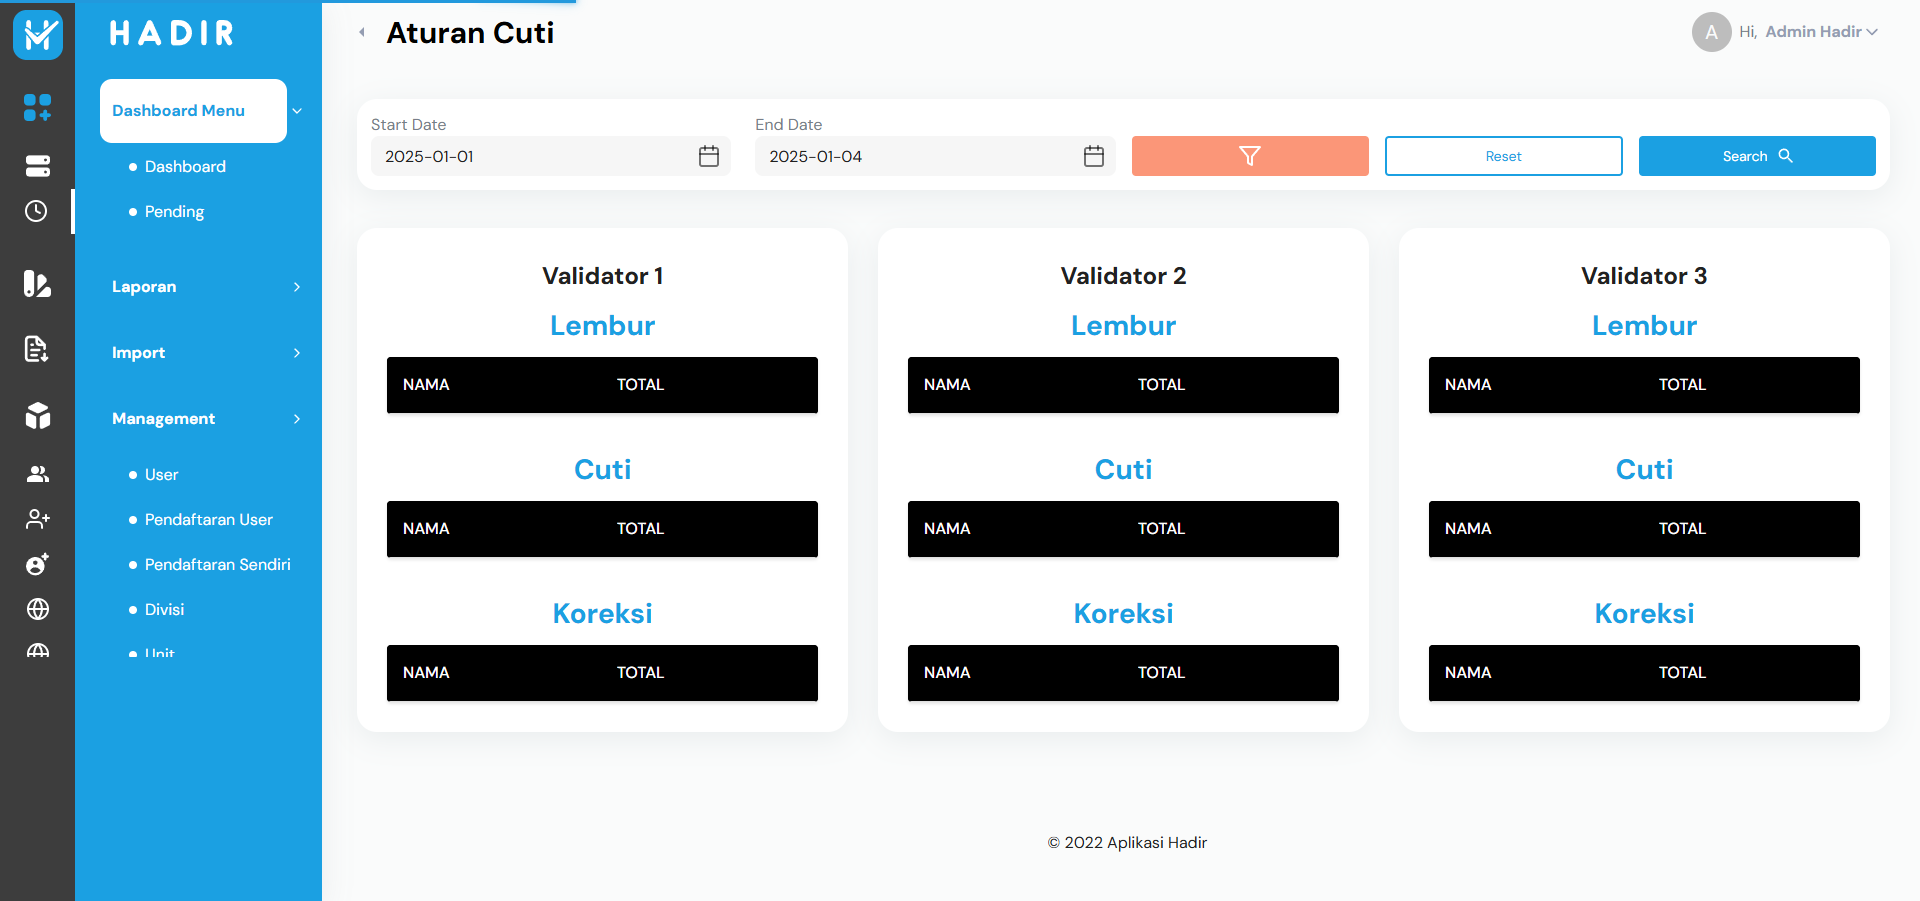 HADIR
Dashboard Menu
Dashboard
Pending
Laporan
Import
Management
User
Pendaftaran User
Pendaftaran Sendiri
Divisi
Unit
Aturan Cuti
A
Hi, Admin Hadir
Start Date
2025-01-01
End Date
2025-01-04
Reset
Search
Validator 1
Lembur
NAMA TOTAL
Cuti
NAMA TOTAL
Koreksi
NAMA TOTAL
Validator 2
Lembur
NAMA TOTAL
Cuti
NAMA TOTAL
Koreksi
NAMA TOTAL
Validator 3
Lembur
NAMA TOTAL
Cuti
NAMA TOTAL
Koreksi
NAMA TOTAL
© 2022 Aplikasi Hadir